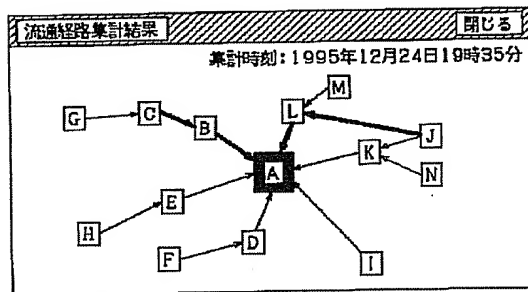 流通経路集計結果 閉じる
集計時刻:1995年12月24日19時35分
M
G C L
B J
K
A N
E
H D
F I